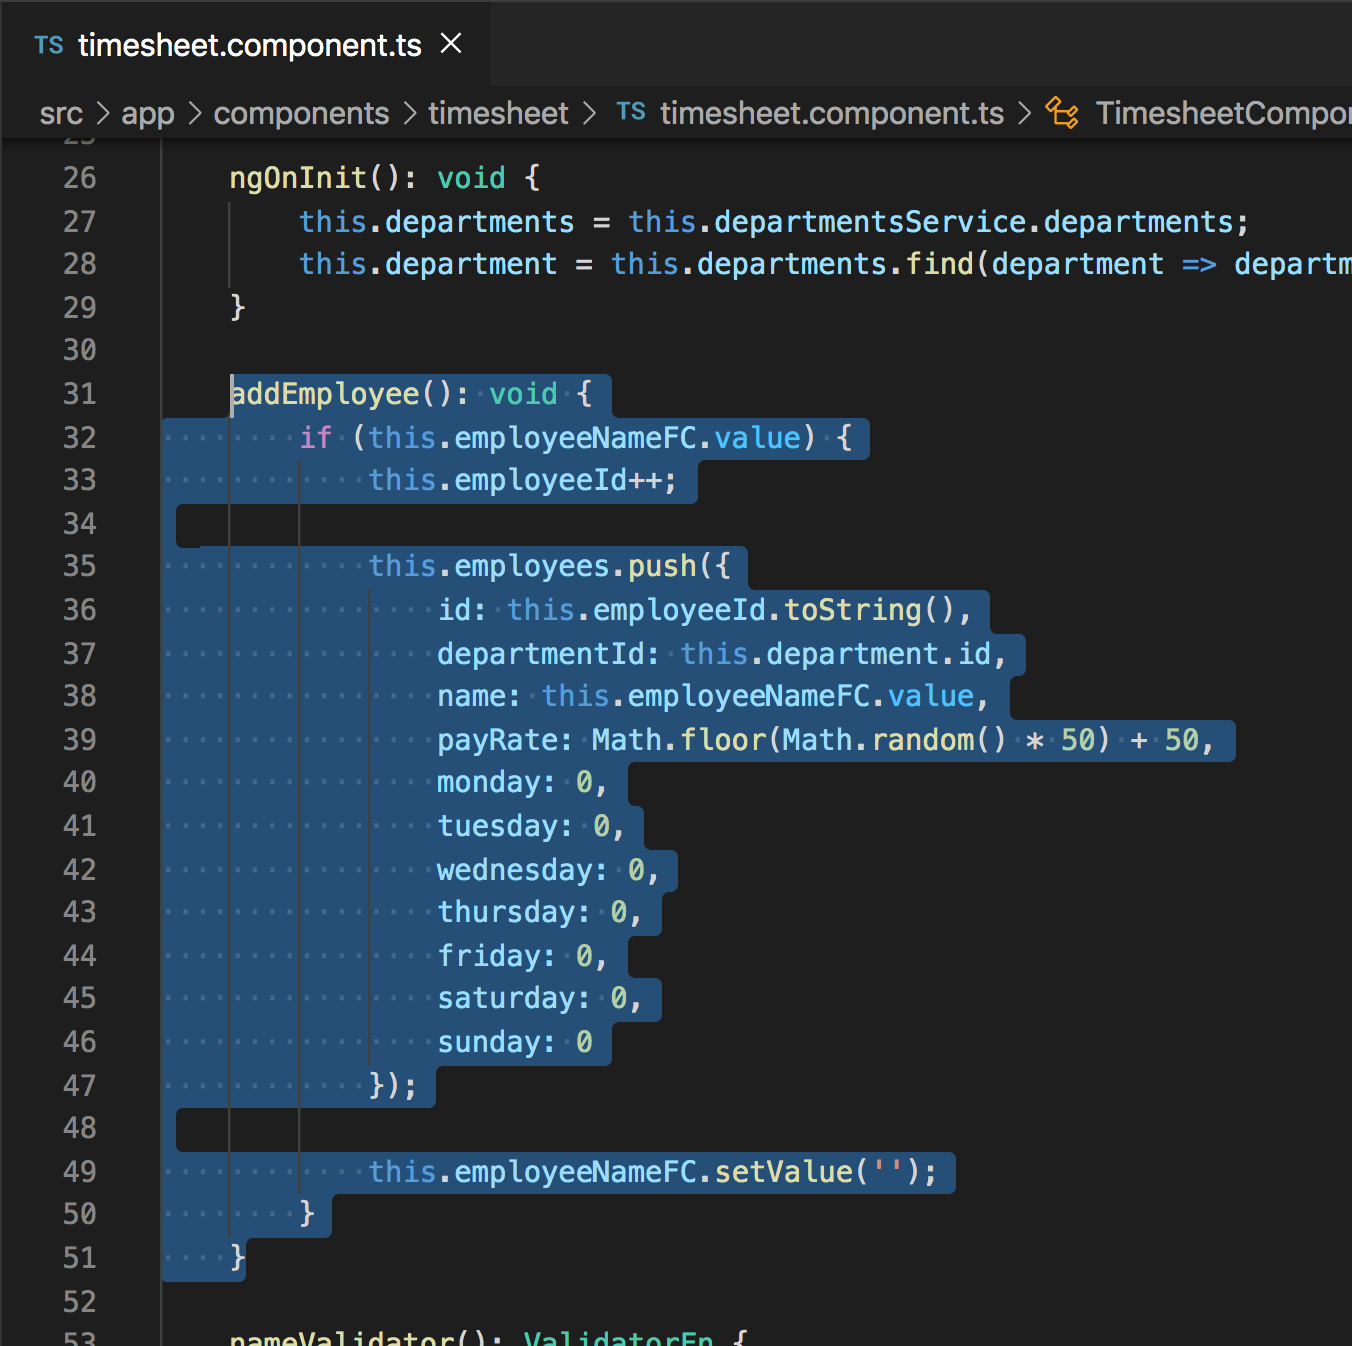 TS timesheet.component.ts
src > app > components > timesheet > TS timesheet.component.ts >
25
26 ngOnInit(): void {
27 this.departments = this.departmentsService.departments;
28 this.department = this.departments.find(department =>
29 }
30
31 addEmployee(): void {
32 if (this.employeeNameFC.value) {
33 this.employeeId++;
34
35 this.employees.push({
36 id: this.employeeId.toString(),
37 departmentId: this.department.id,
38 name: this.employeeNameFC.value,
39 payRate: Math.floor(Math.random() * 50) + 50,
40 monday: 0,
41 tuesday: 0,
42 wednesday: 0,
43 thursday: 0,
44 friday: 0,
45 saturday: 0,
46 sunday: 0
47 });
48
49 this.employeeNameFC.setValue('');
50 }
51 }
52
53 nameValidator(): ValidatorFn {